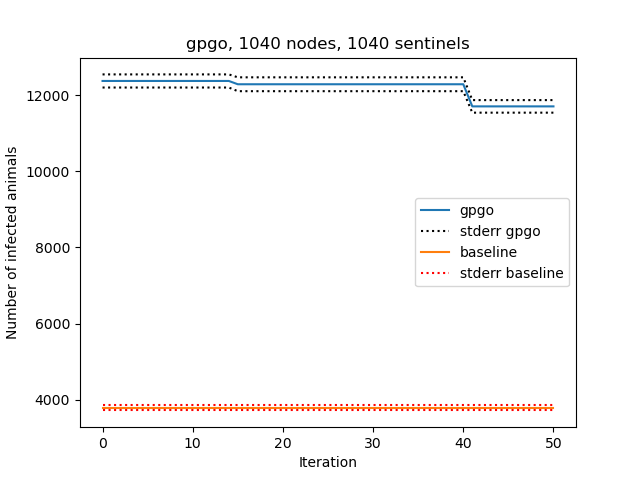 gpgo, 1040 nodes, 1040 sentinels
Number of infected animals
12000
10000
8000
6000
4000
gpgo
stderr gpgo
baseline
stderr baseline
0 10 20 30 40 50
Iteration